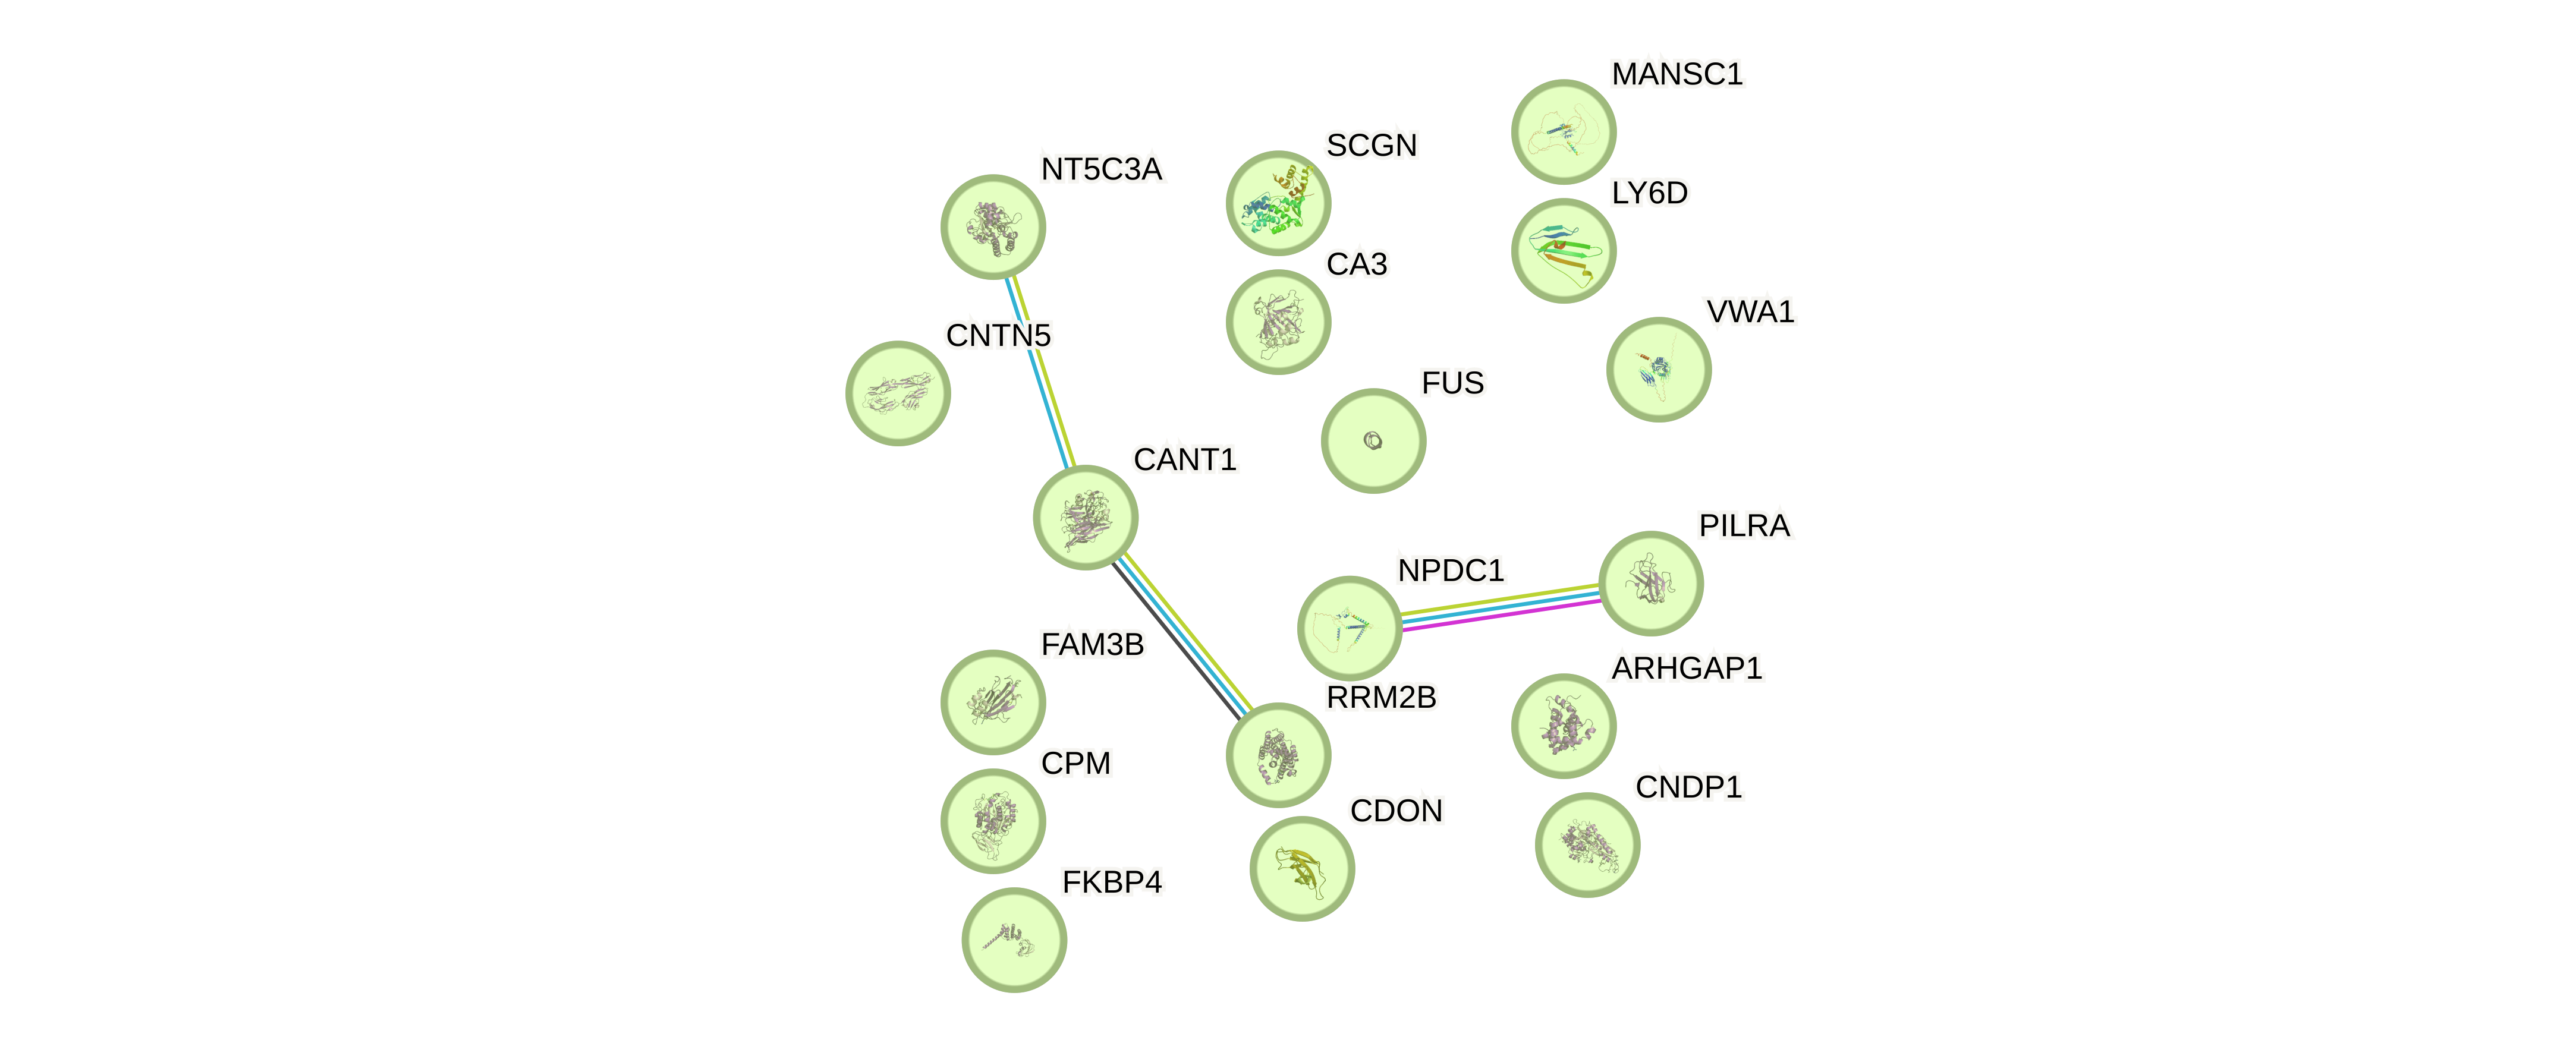 MANSC1
SCGN
NT5C3A
LY6D
CA3
VWA1
CNTN5
FUS
CANT1
PILRA
NPDC1
FAM3B
ARHGAP1
RRM2B
CPM
CNDP1
CDON
FKBP4